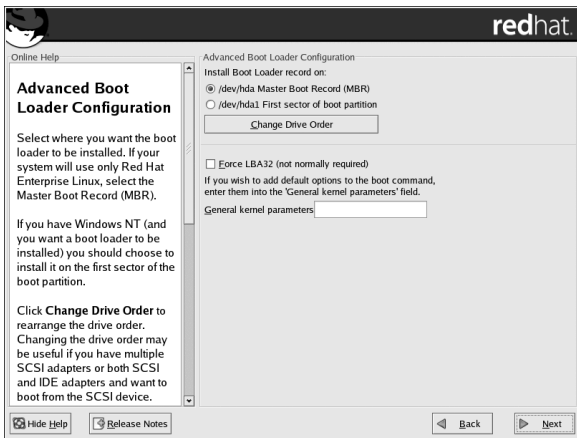 redhat.
Online Help
Advanced Boot
Loader Configuration
Select where you want the boot
loader to be installed. If your
system will use only Red Hat
Enterprise Linux, select the
Master Boot Record (MBR).
If you have Windows NT (and
you want a boot loader to be
installed) you should choose to
install it on the first sector of the
boot partition.
Click Change Drive Order to
rearrange the drive order.
Changing the drive order may
be useful if you have multiple
SCSI adapters or both SCSI
and IDE adapters and want to
boot from the SCSI device.
Advanced Boot Loader Configuration
Install Boot Loader record on:
/dev/hda Master Boot Record (MBR)
/dev/hda1 First sector of boot partition
Change Drive Order
Force LBA32 (not normally required)
If you wish to add default options to the boot command,
enter them into the 'General kernel parameters' field.
General kernel parameters
Hide Help
Release Notes
Back
Next